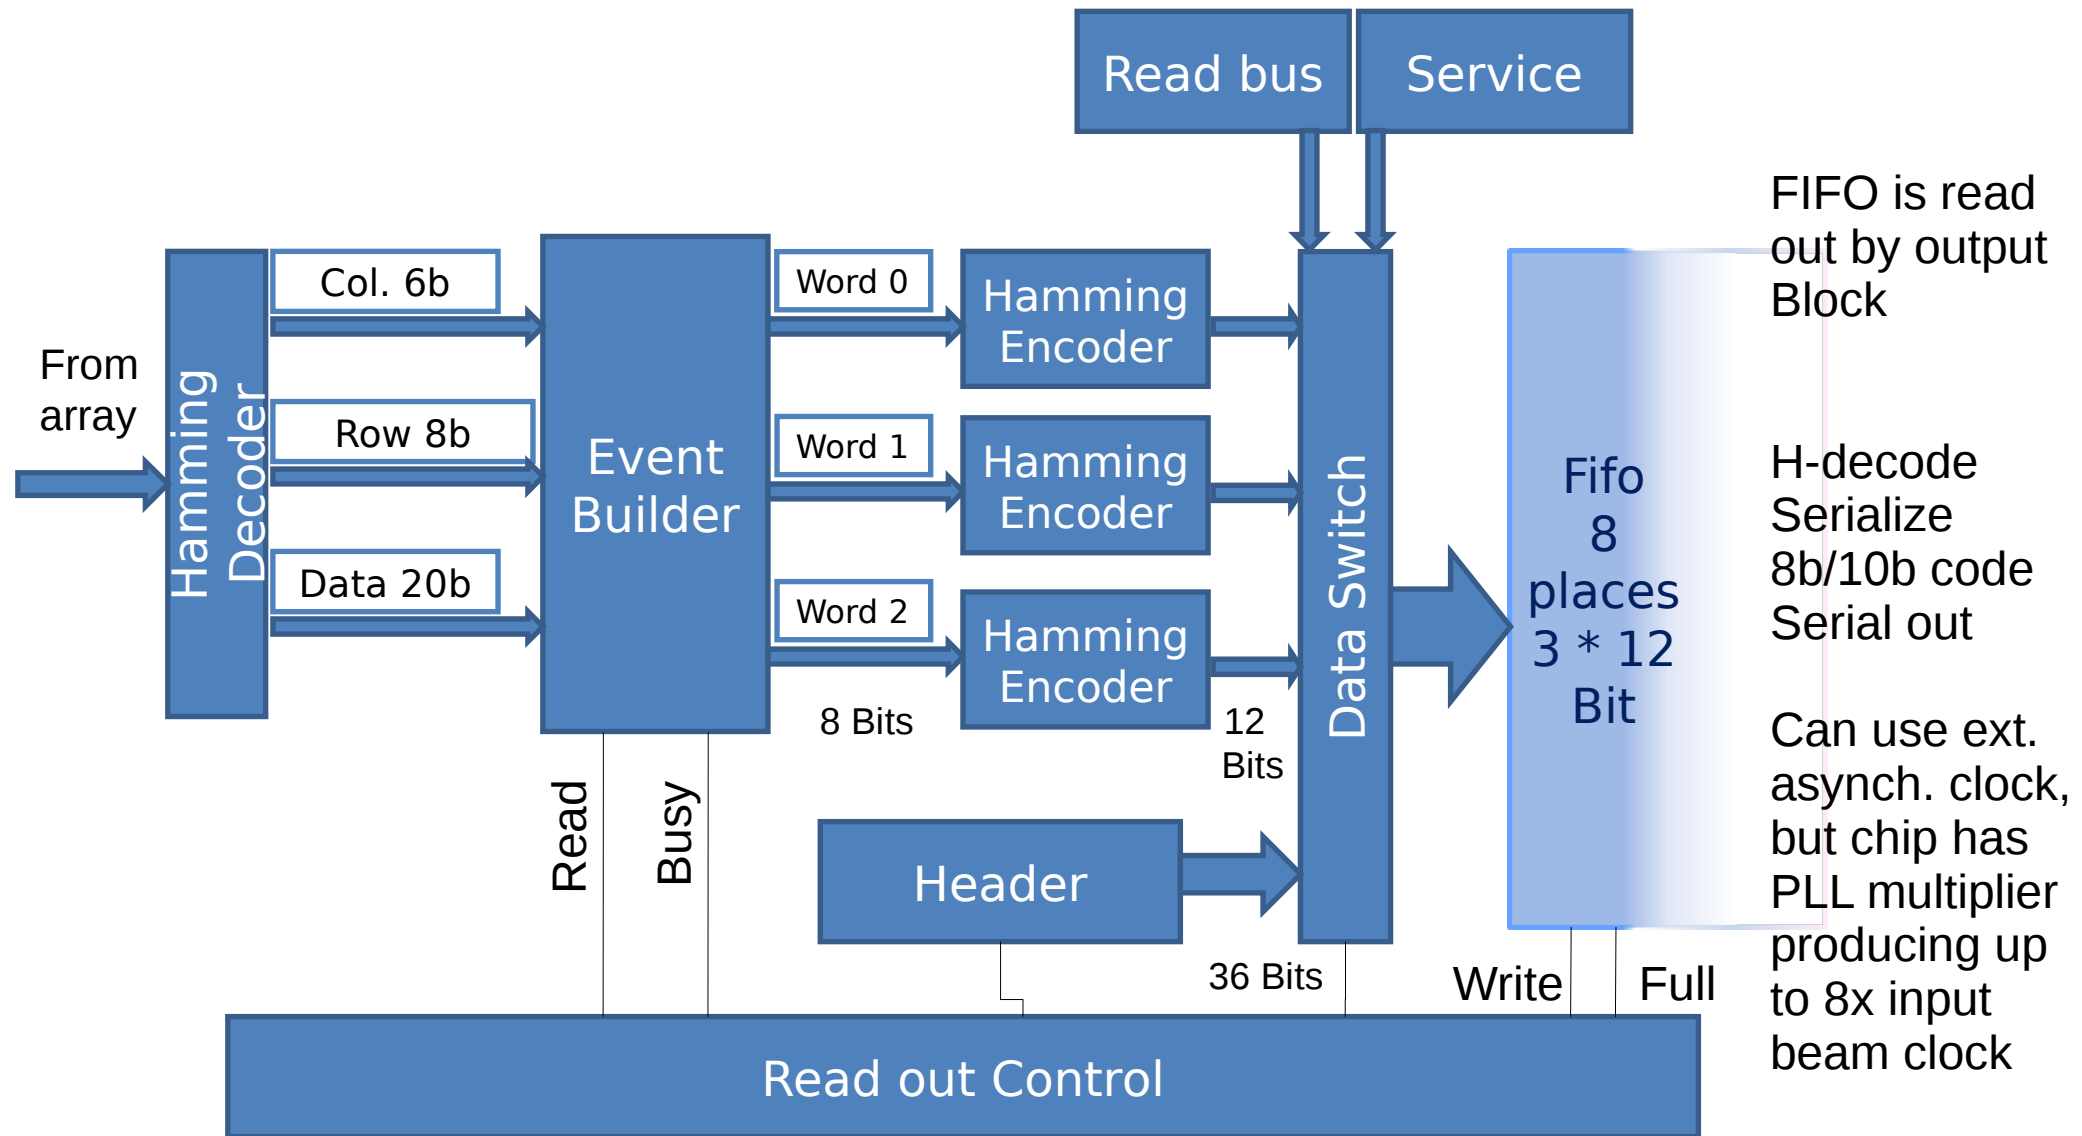 Read bus
Service
From
array
Hamming
Decoder
Col. 6b
Row 8b
Data 20b
Event
Builder
Word 0
Word 1
Word 2
8 Bits
Hamming
Encoder
Hamming
Encoder
Hamming
Encoder
12
Bits
Data Switch
Fifo
8
places
3 * 12
Bit
FIFO is read
out by output
Block
H-decode
Serialize
8b/10b code
Serial out
Can use ext.
asynch. clock,
but chip has
PLL multiplier
producing up
to 8x input
beam clock
Read
Busy
Header
36 Bits
Write
Full
Read out Control